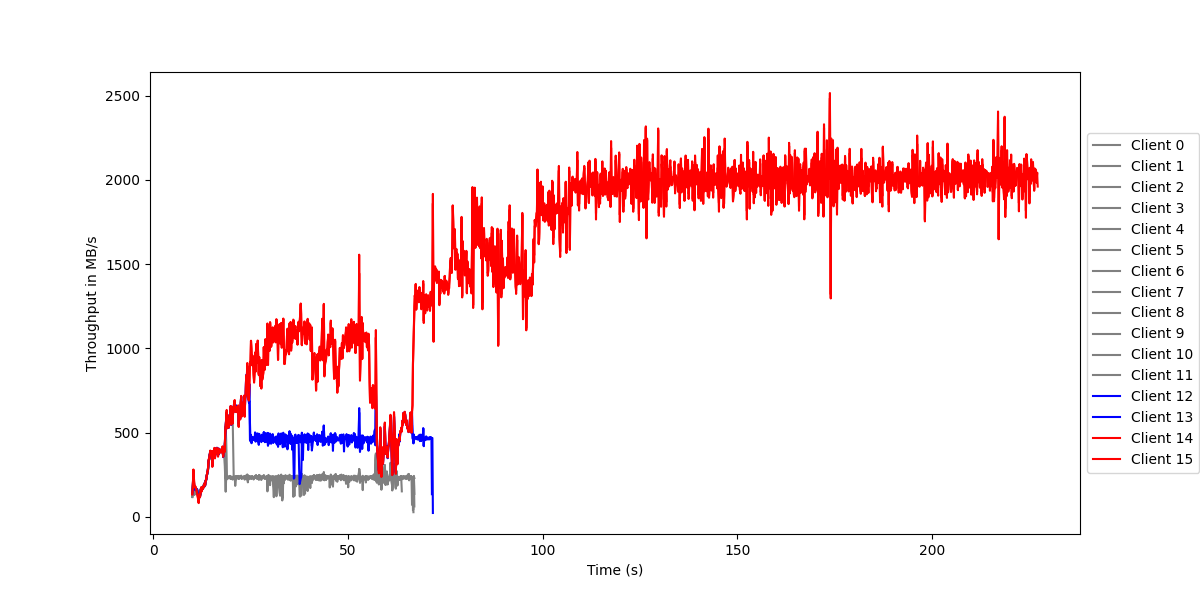 2500
2000
1500
1000
500
0
Throughput in MB/s
0 50 100 150 200
Time (s)
Client 0
Client 1
Client 2
Client 3
Client 4
Client 5
Client 6
Client 7
Client 8
Client 9
Client 10
Client 11
Client 12
Client 13
Client 14
Client 15